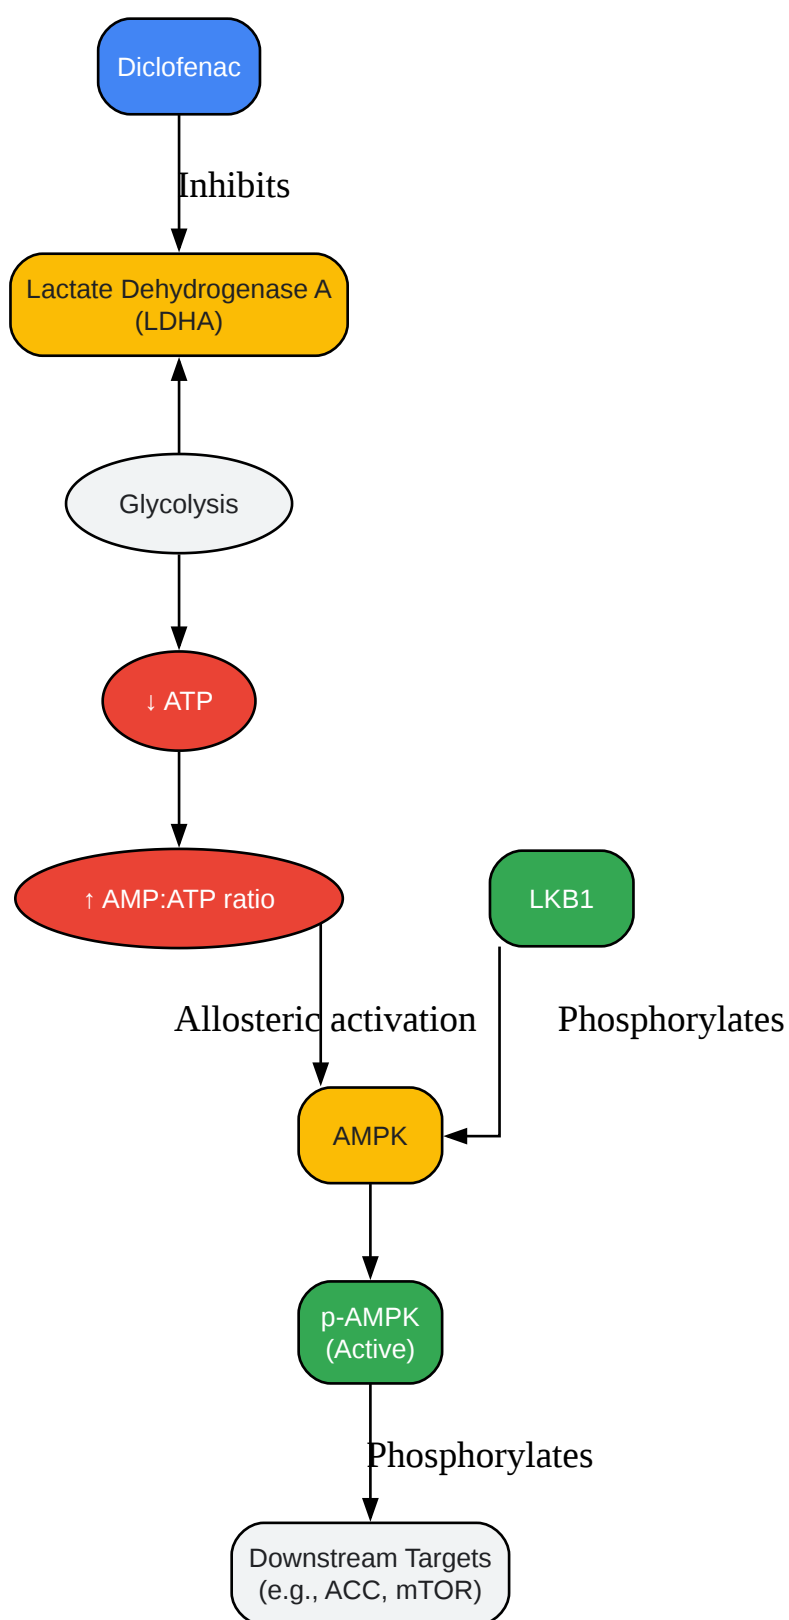 Diclofenac
Inhibits
Lactate Dehydrogenase A
(LDHA)
Glycolysis
↓ ATP
↑ AMP:ATP ratio
LKB1
Allosteric activation
Phosphorylates
AMPK
p-AMPK
(Active)
Phosphorylates
Downstream Targets
(e.g., ACC, mTOR)